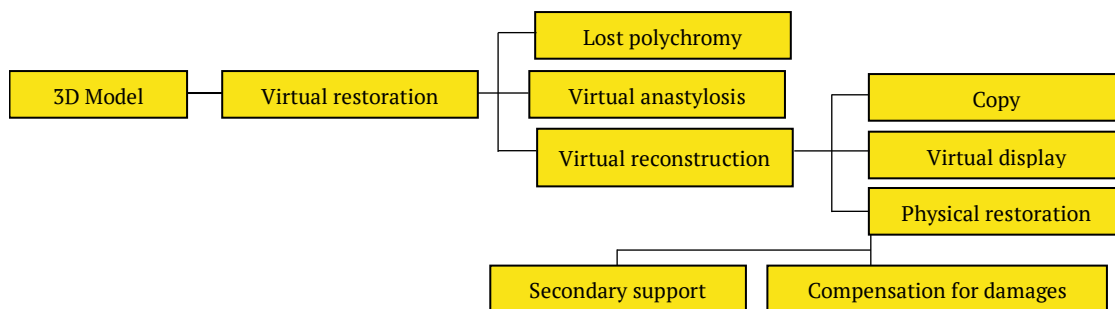 Lost polychromy
3D Model
Virtual restoration
Virtual anastylosis
Copy
Virtual reconstruction
Virtual display
Physical restoration
Secondary support
Compensation for damages